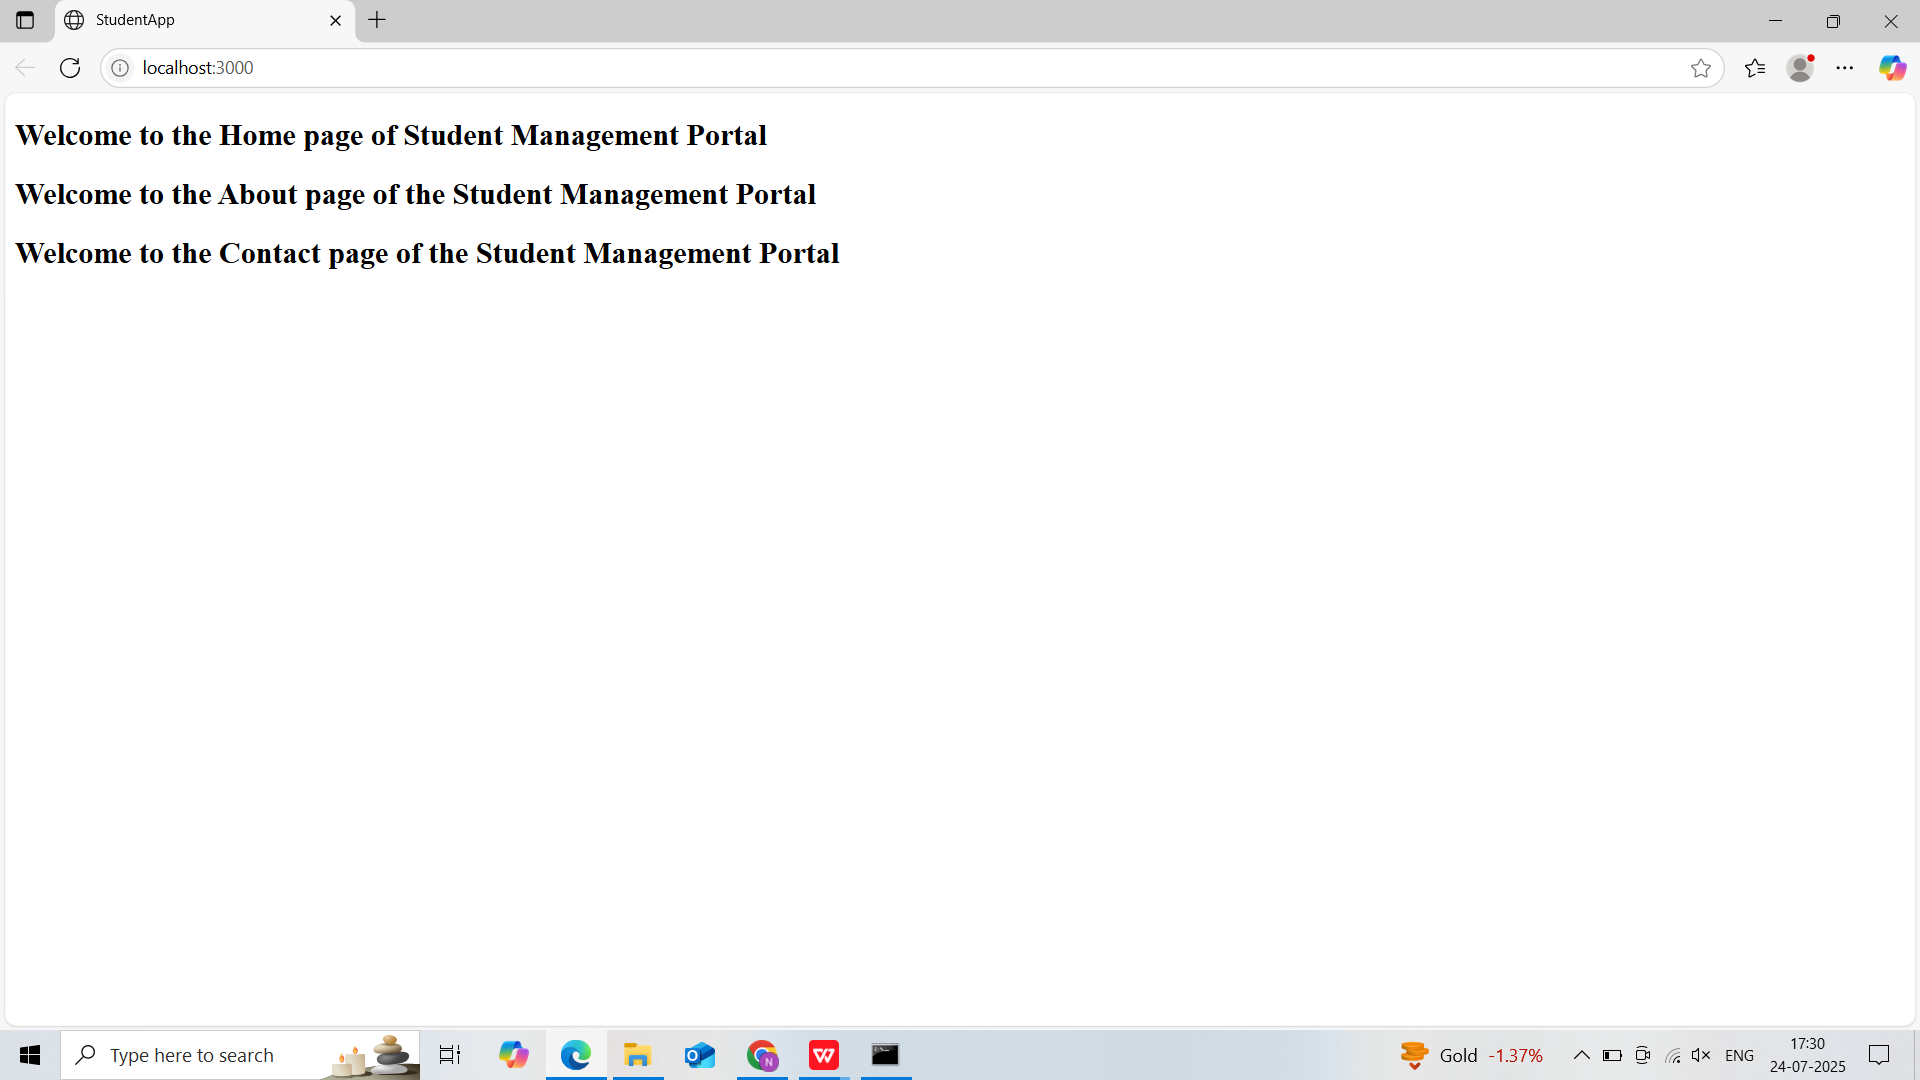 StudentApp
localhost:3000
Welcome to the Home page of Student Management Portal
Welcome to the About page of the Student Management Portal
Welcome to the Contact page of the Student Management Portal
Type here to search
Gold -1.37%
ENG
17:30
24-07-2025